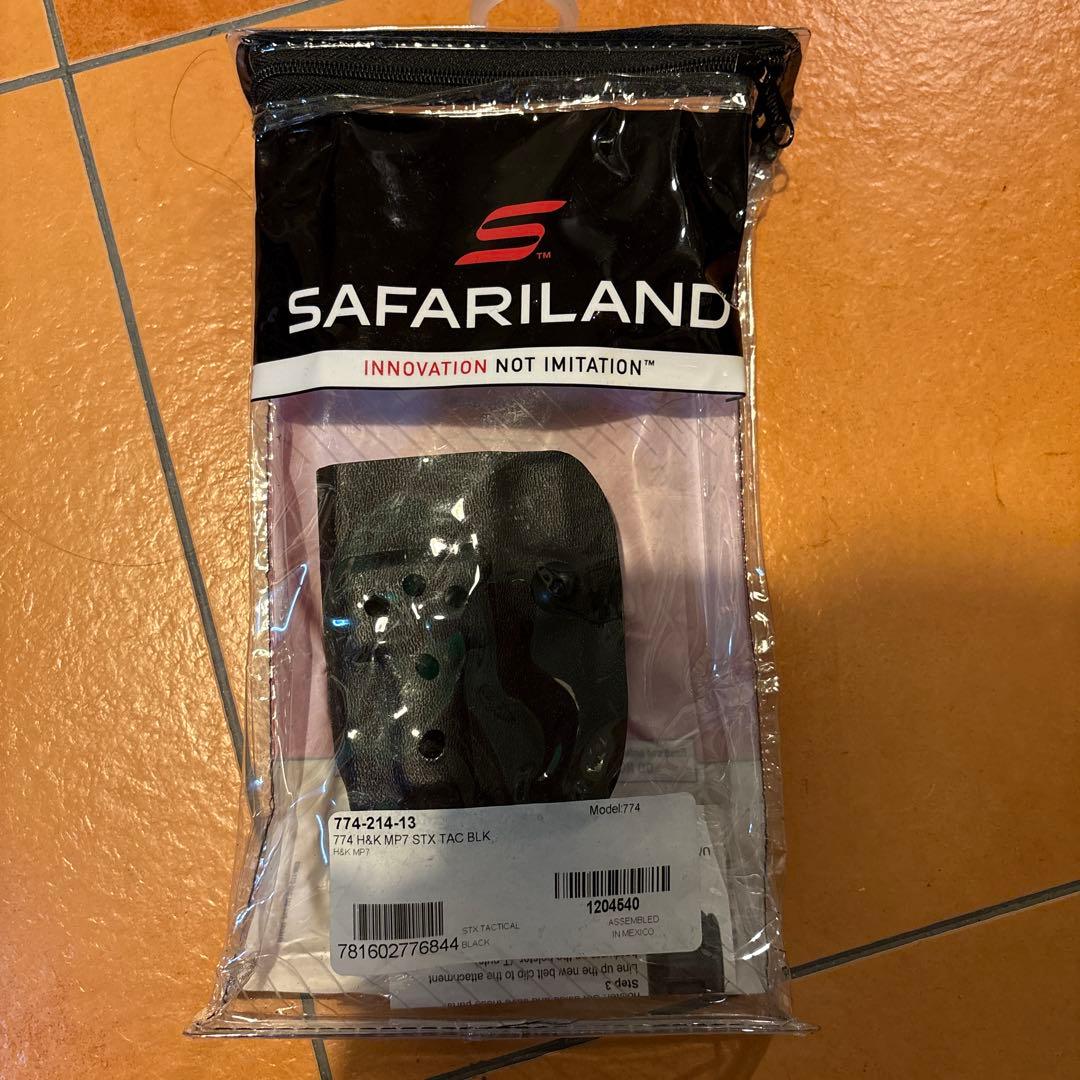 S™
SAFARILAND
INNOVATION NOT IMITATION™
Model:774
774-214-13
774 H&K MP7 STX TAC BLK
H&K MP7
1204540
ASSEMBLED
IN MEXICO
STX TACTICAL
BLACK
781602776844
Step 3
Line up the new belt clip to the attachment